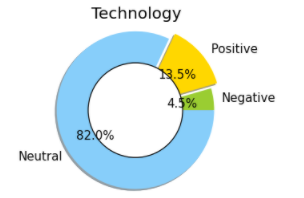 Technology
Positive
13.5%
Negative
4.5%
82.0%
Neutral